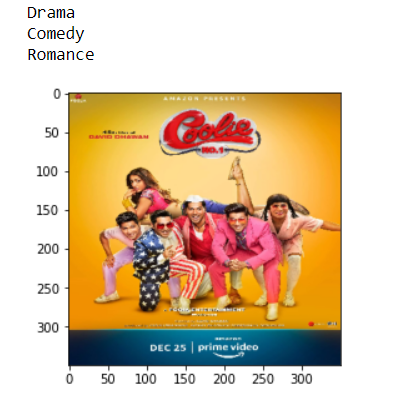 Drama
Comedy
Romance
0
50
100
150
200
250
300
AMAZON PRESENTS
DAVID DHAWAN
Coolie
NO.1
DEC 25 | prime video
0 50 100 150 200 250 300